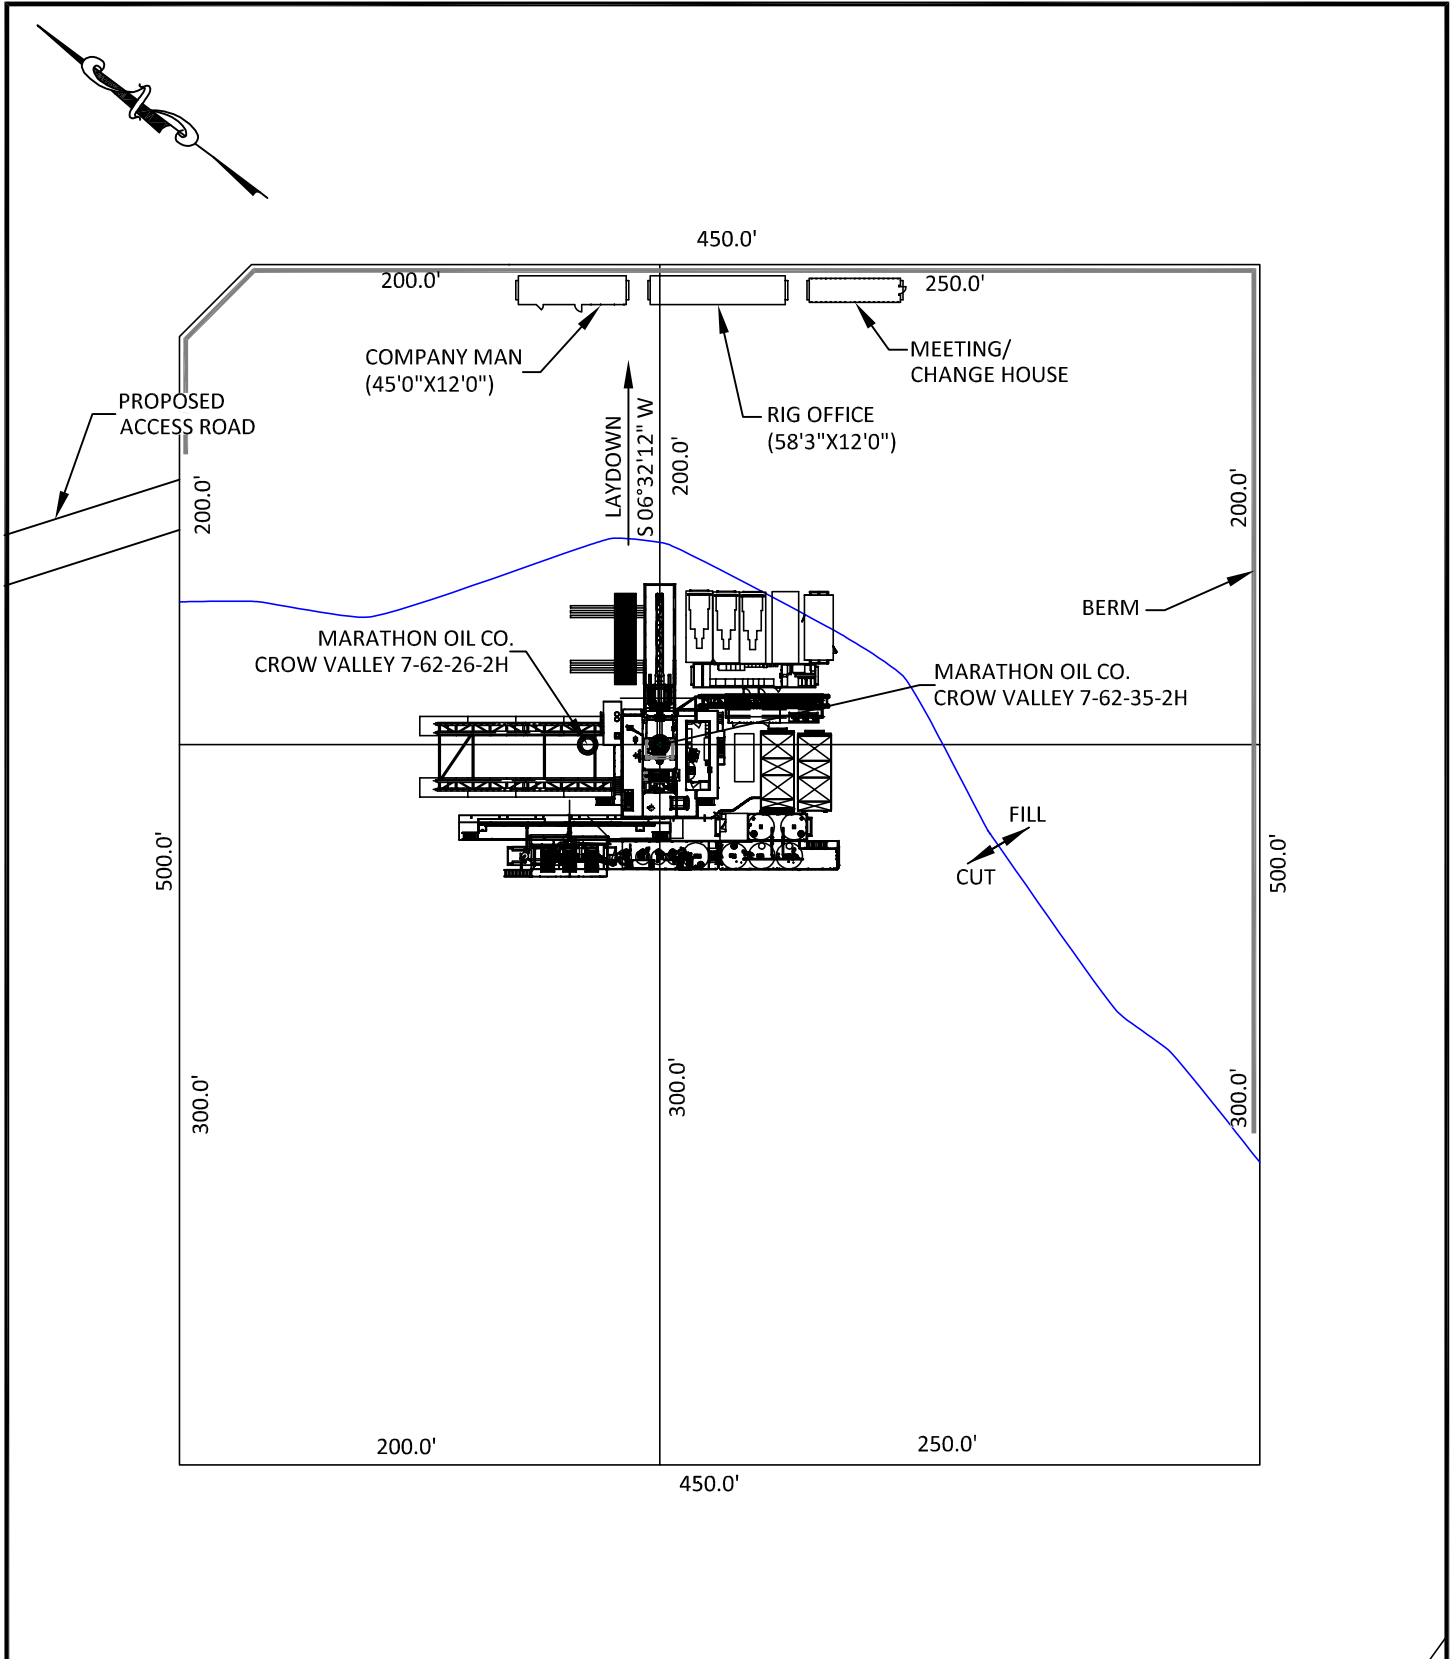 450.0'
200.0'
250.0'
COMPANY MAN
(45'0"X12'0")
MEETING/
CHANGE HOUSE
PROPOSED
ACCESS ROAD
RIG OFFICE
(58'3"X12'0")
LAYDOWN
S 06°32'12" W
200.0'
200.0'
200.0'
BERM
MARATHON OIL CO.
CROW VALLEY 7-62-26-2H
MARATHON OIL CO.
CROW VALLEY 7-62-35-2H
FILL
CUT
500.0'
500.0'
300.0'
300.0'
300.0'
200.0'
250.0'
450.0'